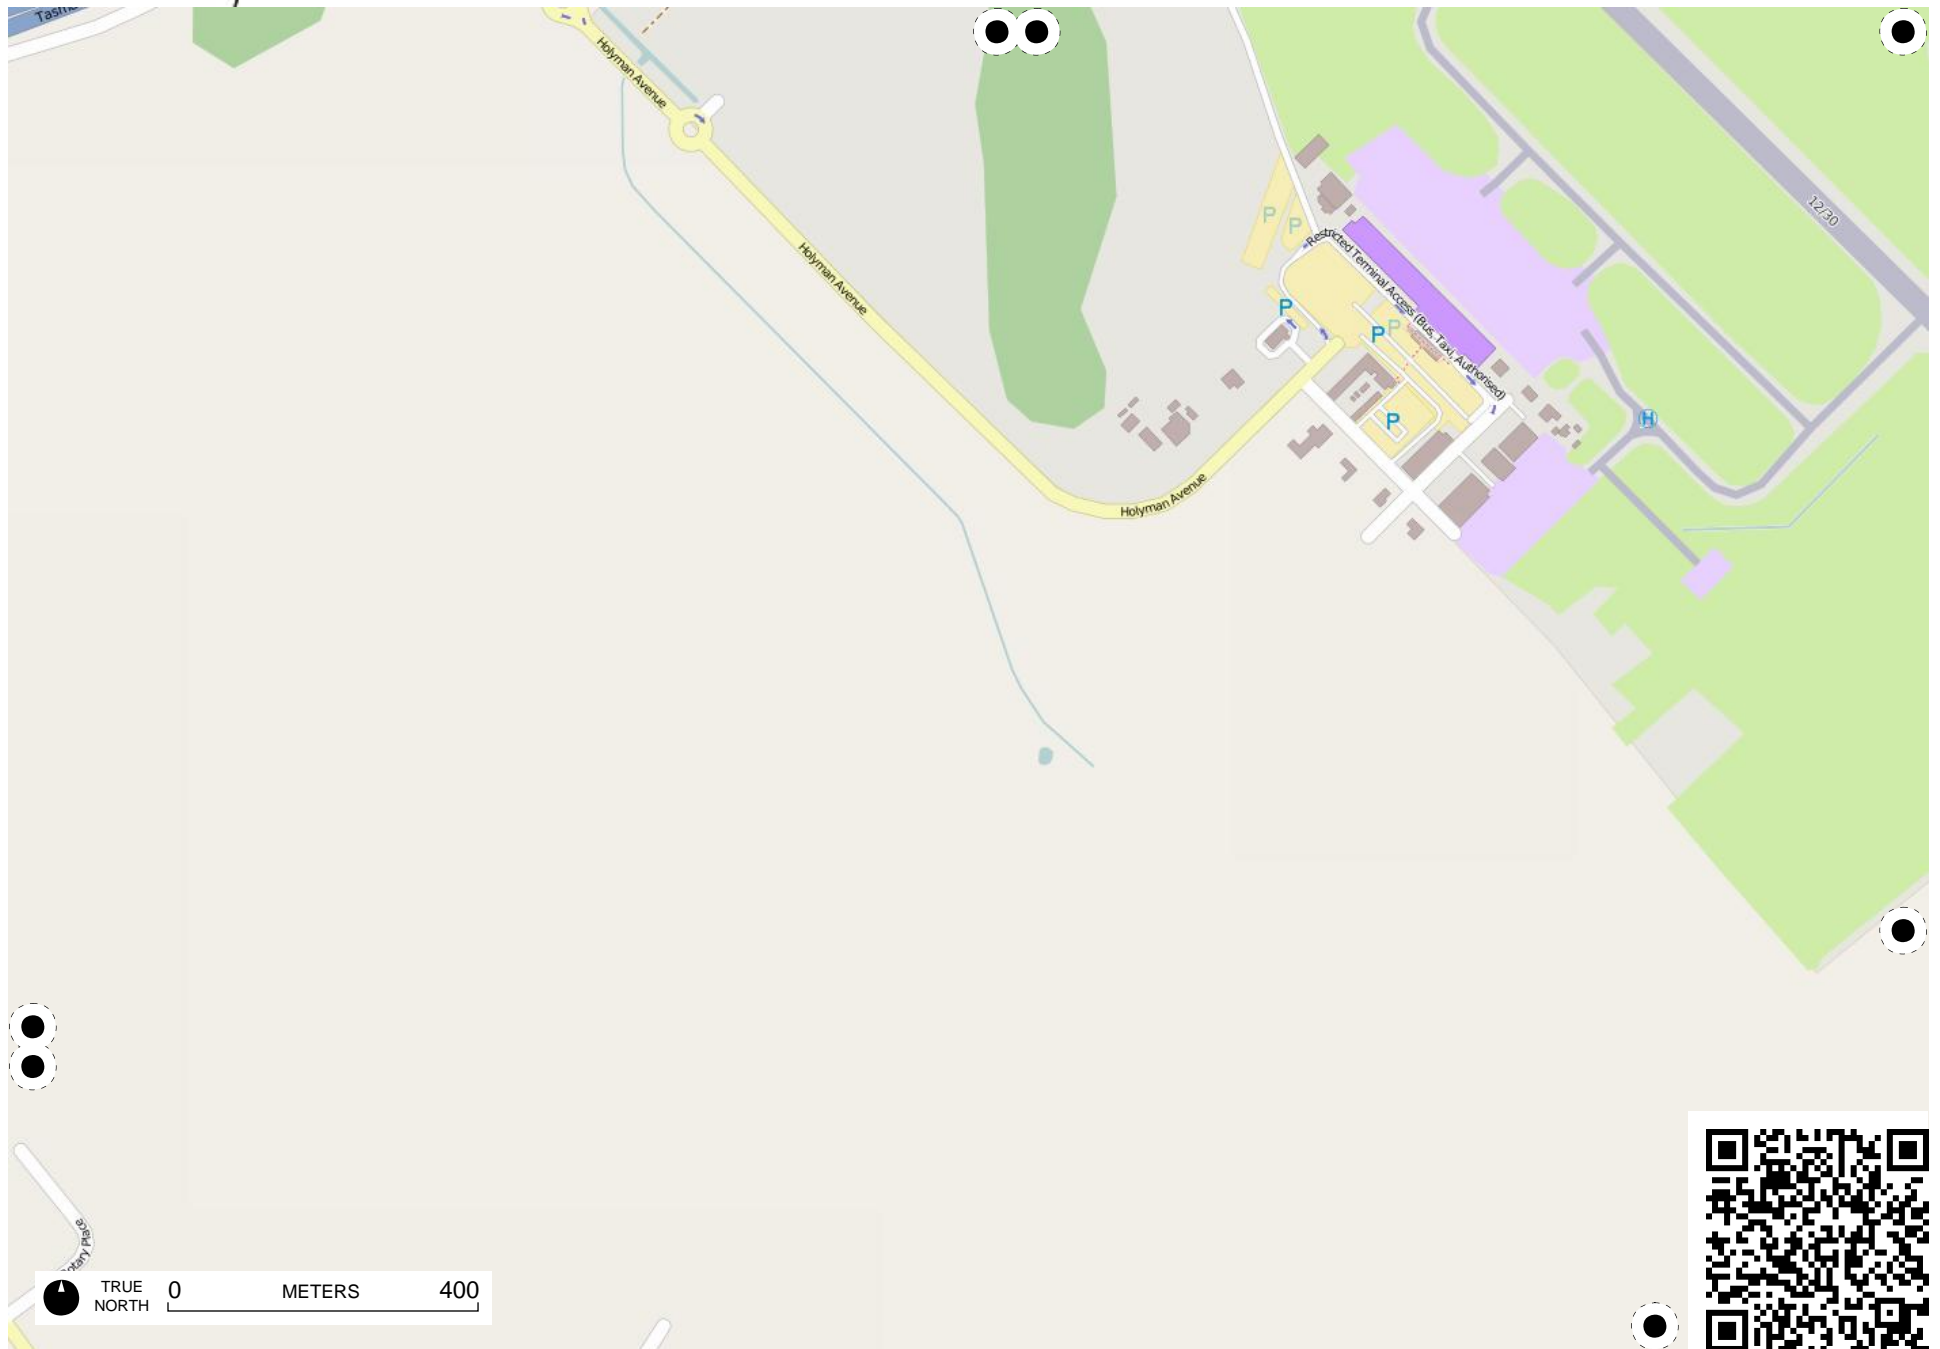 Holyman Avenue
12/30
P
P
Restricted Terminal Access (Bus, Taxi, Authorised)
Holyman Avenue
P
P
P
P
H
Holyman Avenue
TRUE
NORTH
0
METERS
400